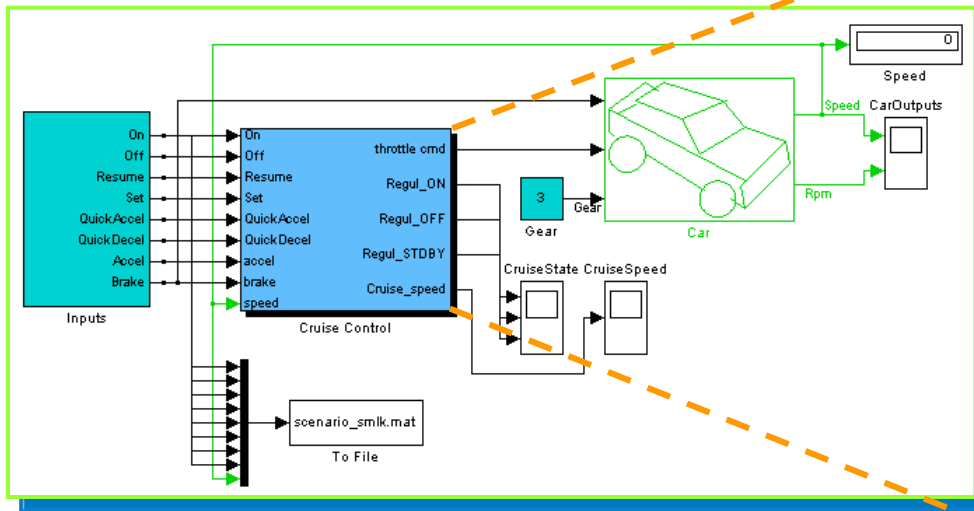 0
Speed
Speed
CarOutputs
On
Off
Resume
Set
QuickAccel
QuickDecel
Accel
Brake
Inputs
On
Off
Resume
Set
QuickAccel
QuickDecel
accel
brake
speed
throttle cmd
Regul_ON
Regul_OFF
Regul_STDBY
Cruise_speed
Cruise Control
3
Gear
Gear
Car
Rpm
CruiseState
CruiseSpeed
scenario_smlk.mat
To File